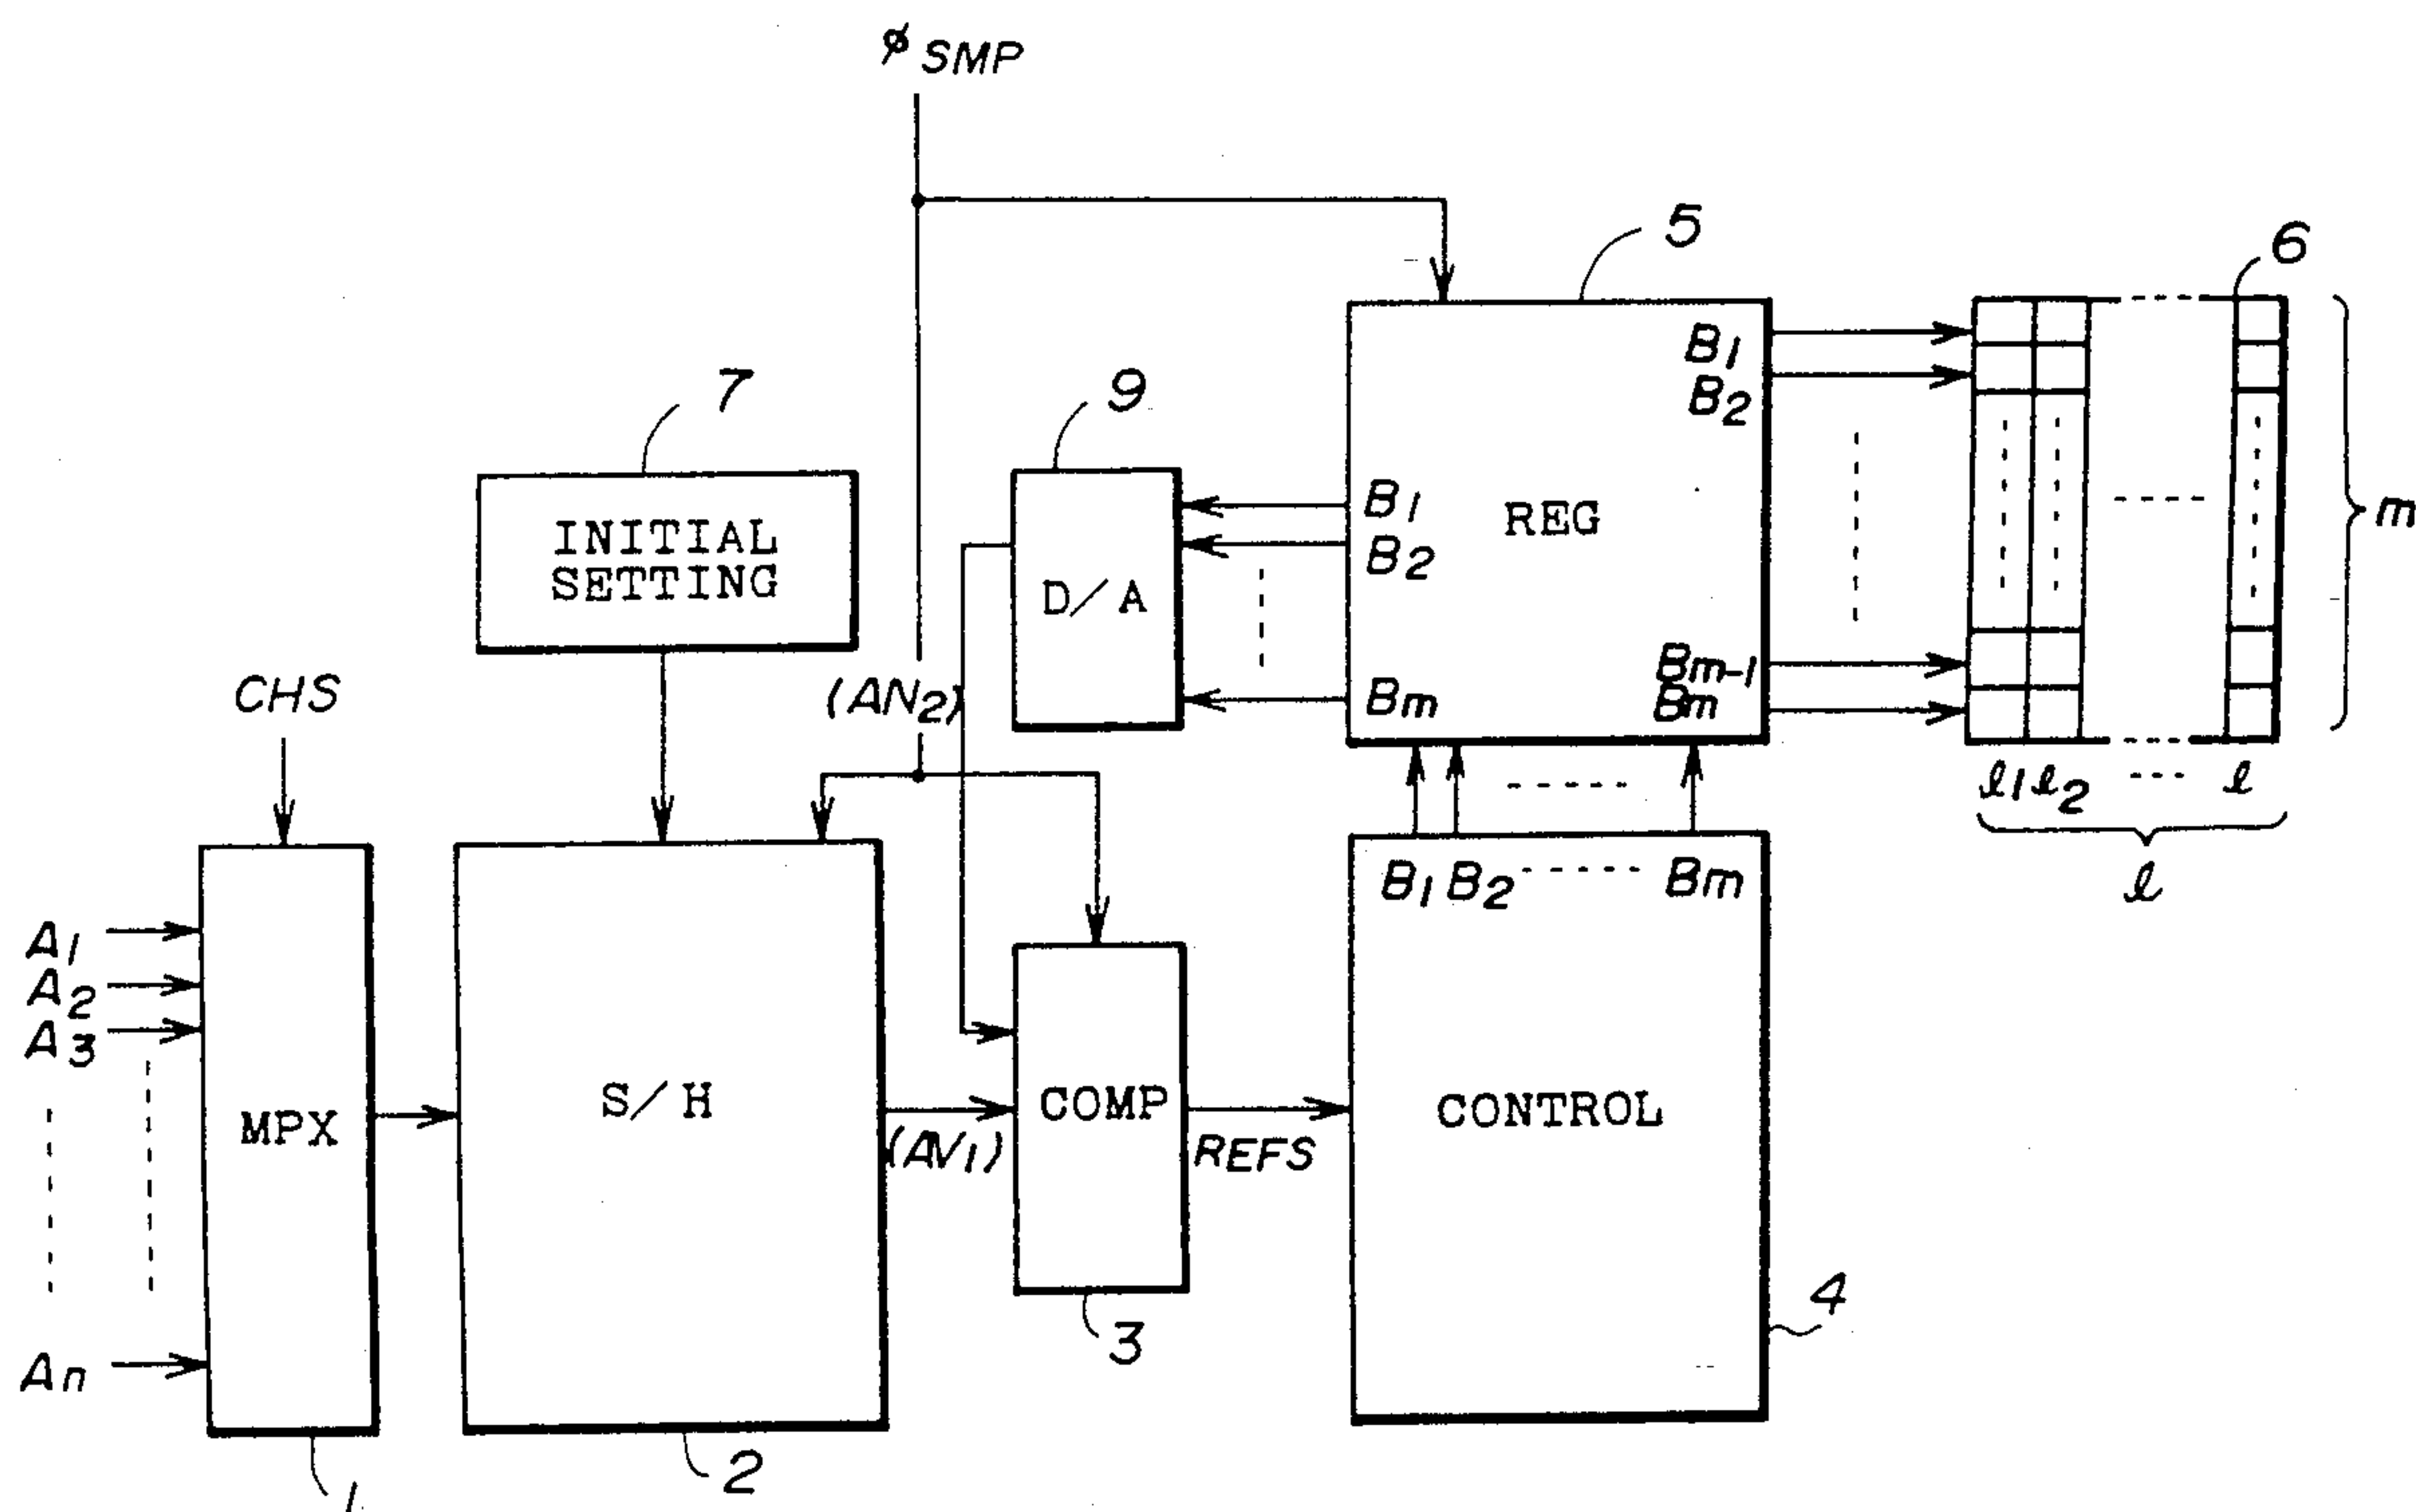 φSMP
5
6
B1
B2
7
9
m
INITIAL
SETTING
B1
REG
B2
D/A
CHS
(AN2)
Bm
Bm-1
Bm
l1 l2 l
l
B1 B2 Bm
A1
A2
A3
MPX
S/H
COMP
CONTROL
(AV1)
REFS
4
An
3
2
1